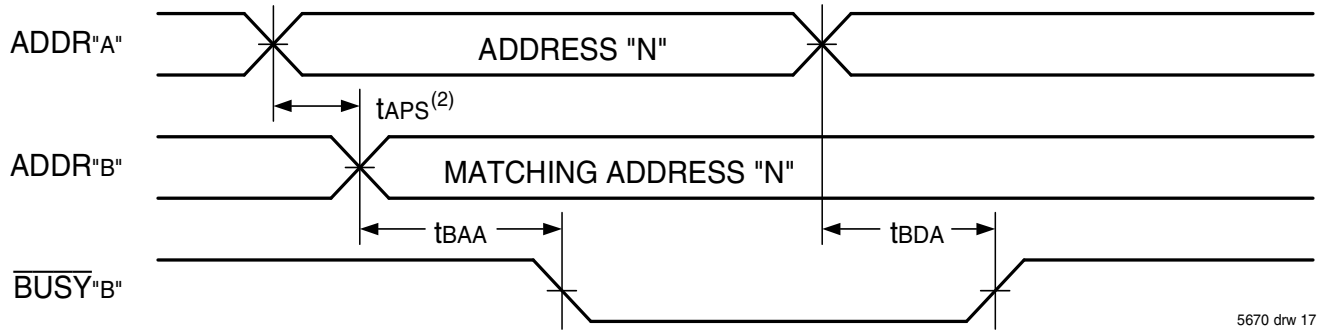 ADDR"A"
ADDRESS "N"
tAPS(2)
ADDR"B"
MATCHING ADDRESS "N"
tBAA
tBDA
BUSY"B"
5670 drw 17